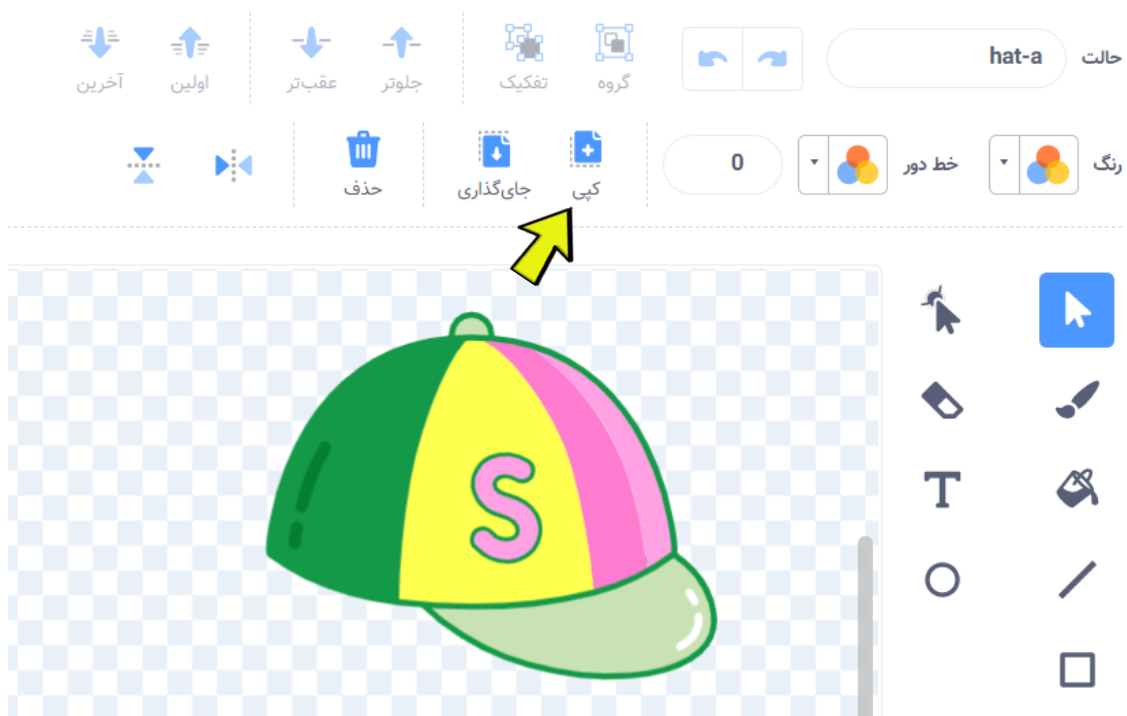 حالت hat-a گروه تفکیک جلوتر عقب‌تر اولین آخرین
رنگ خط دور 0 کپی جای‌گذاری حذف
S
T